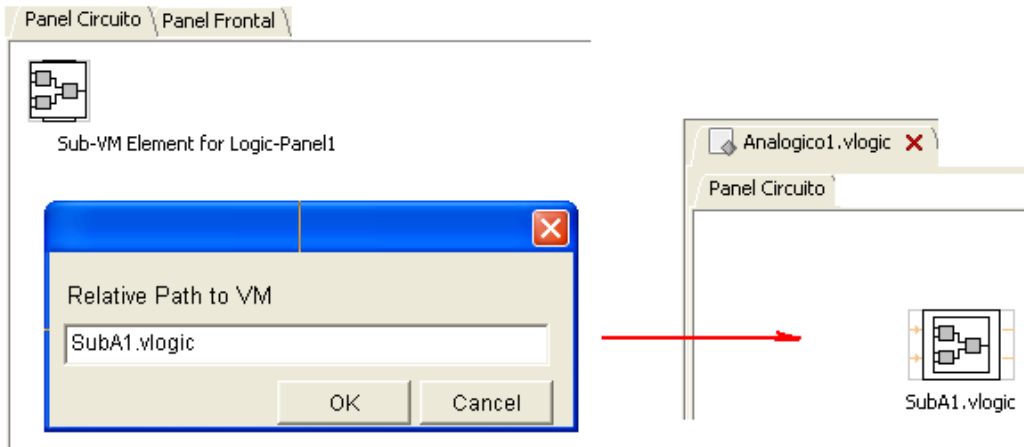 Panel Circuito
Panel Frontal
Sub-VM Element for Logic-Panel1
Relative Path to VM
SubA1.vlogic
OK
Cancel
Analogico1.vlogic
Panel Circuito
SubA1.vlogic